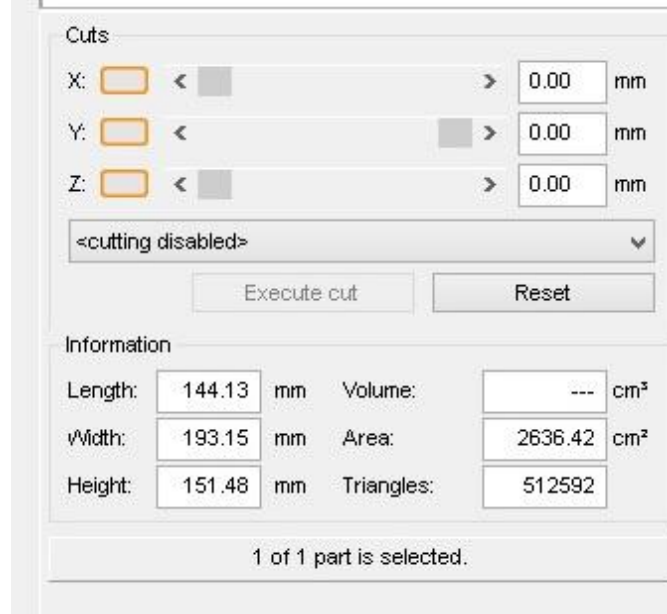 Cuts
X: < > 0.00 mm
Y: < > 0.00 mm
Z: < > 0.00 mm
<cutting disabled>
Execute cut Reset
Information
Length: 144.13 mm Volume: --- cm³
Width: 193.15 mm Area: 2636.42 cm²
Height: 151.48 mm Triangles: 512592
1 of 1 part is selected.